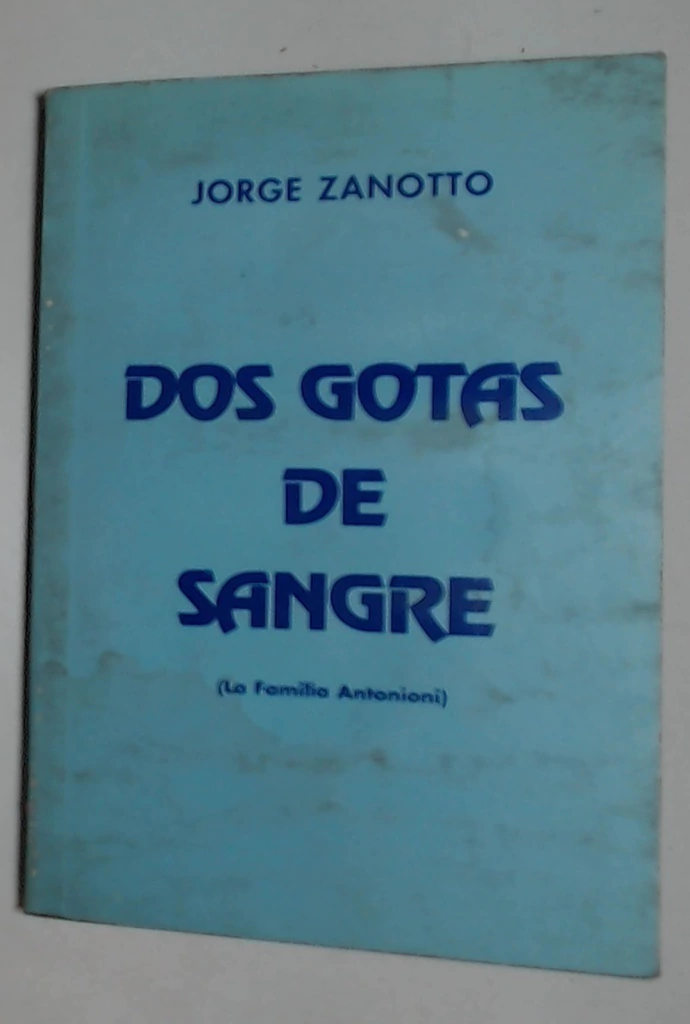 JORGE ZANOTTO
DOS GOTAS
DE
SANGRE
(La Familia Antonioni)